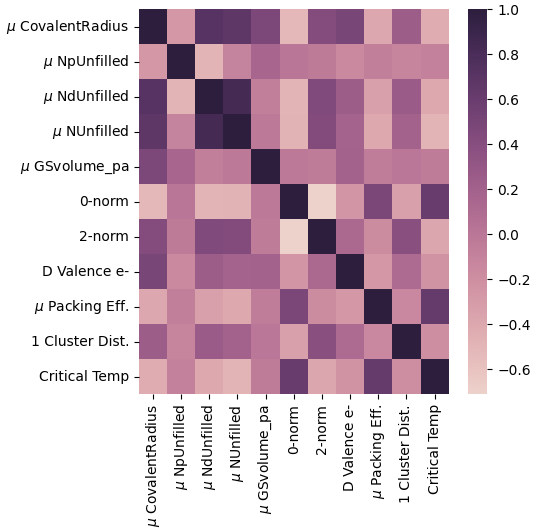 μ CovalentRadius
μ NpUnfilled
μ NdUnfilled
μ NUnfilled
μ GSvolume_pa
0-norm
2-norm
D Valence e-
μ Packing Eff.
1 Cluster Dist.
Critical Temp
μ CovalentRadius
μ NpUnfilled
μ NdUnfilled
μ NUnfilled
μ GSvolume_pa
0-norm
2-norm
D Valence e-
μ Packing Eff.
1 Cluster Dist.
Critical Temp
1.0
0.8
0.6
0.4
0.2
0.0
−0.2
−0.4
−0.6